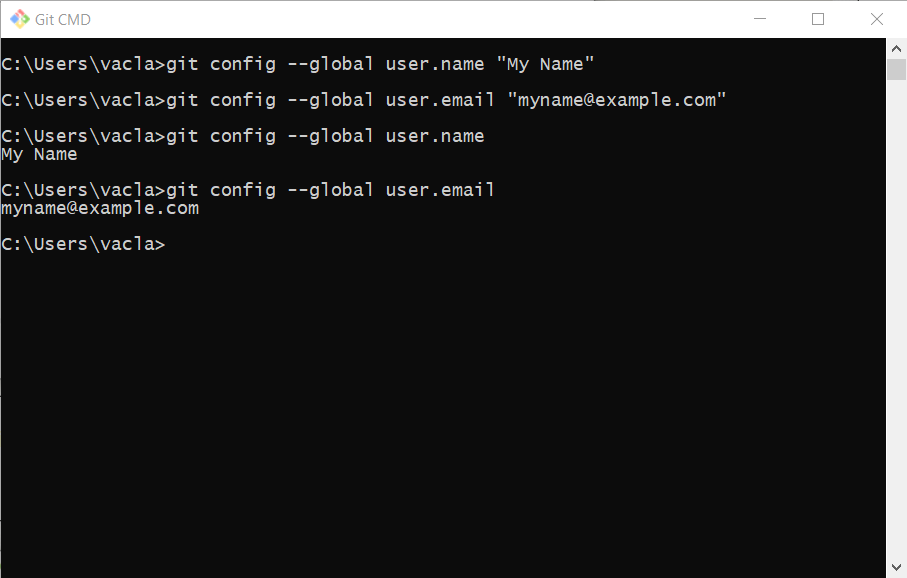 Git CMD
C:\Users\vacla>git config --global user.name "My Name"
C:\Users\vacla>git config --global user.email "myname@example.com"
C:\Users\vacla>git config --global user.name
My Name
C:\Users\vacla>git config --global user.email
myname@example.com
C:\Users\vacla>